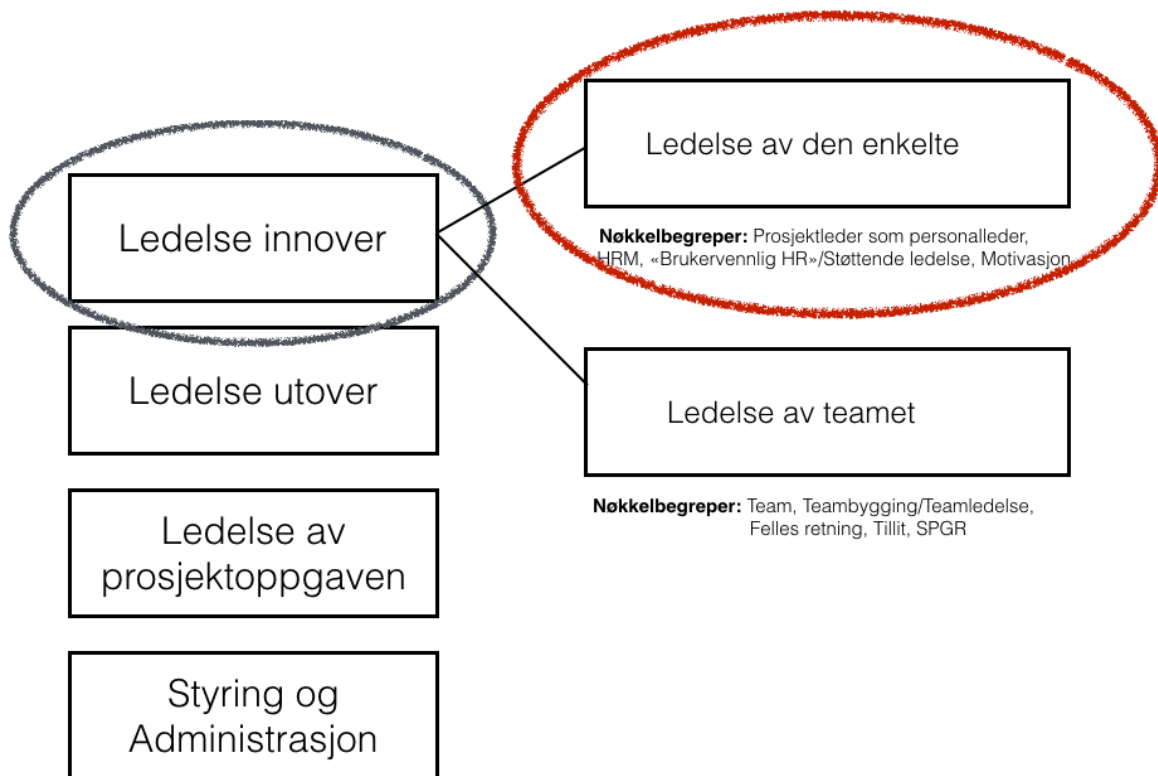 Ledelse innover
Ledelse utover
Ledelse av
prosjektoppgaven
Styring og
Administrasjon
Ledelse av den enkelte
Nøkkelbegreper: Prosjektleder som personalleder,
HRM, «Brukervennlig HR»/Støttende ledelse, Motivasjon
Ledelse av teamet
Nøkkelbegreper: Team, Teambygging/Teamledelse,
Felles retning, Tillit, SPGR